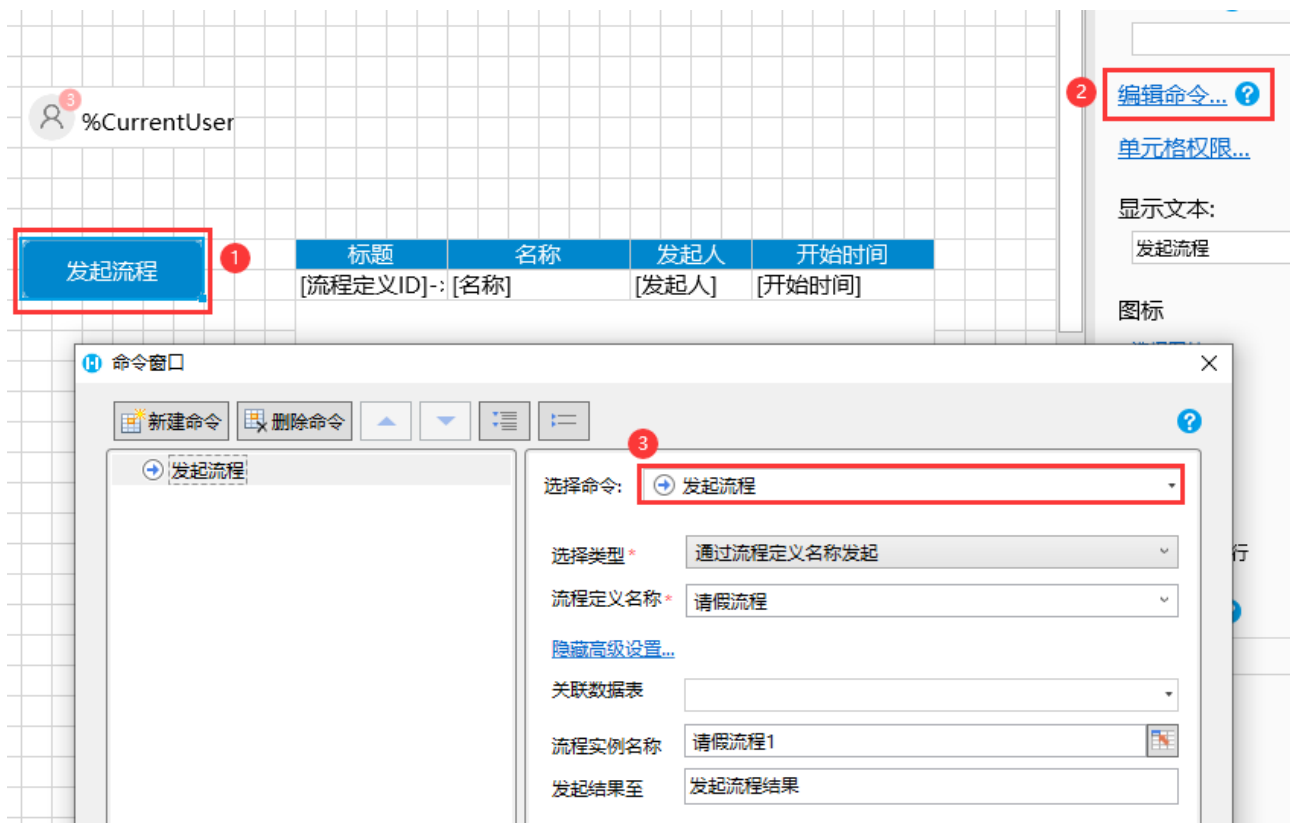 2
编辑命令...
3
%CurrentUser
单元格权限...
显示文本:
发起流程
发起流程
1
标题 名称 发起人 开始时间
[流程定义ID]-> [名称] [发起人] [开始时间]
图标
命令窗口
新建命令 删除命令
3
发起流程
选择命令: 发起流程
选择类型* 通过流程定义名称发起
行
流程定义名称* 请假流程
隐藏高级设置...
关联数据表
流程实例名称 请假流程1
发起结果至 发起流程结果